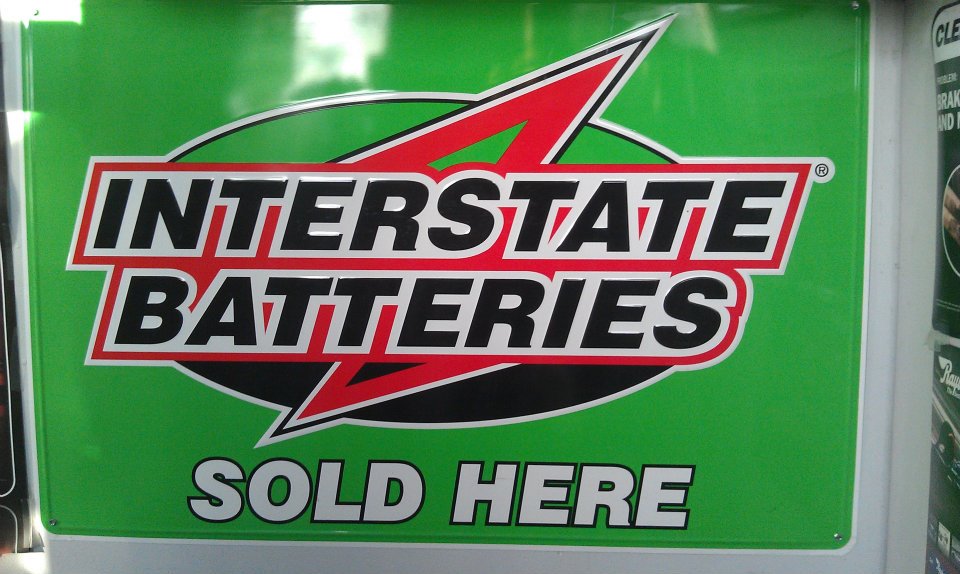 INTERSTATE ®
BATTERIES
SOLD HERE